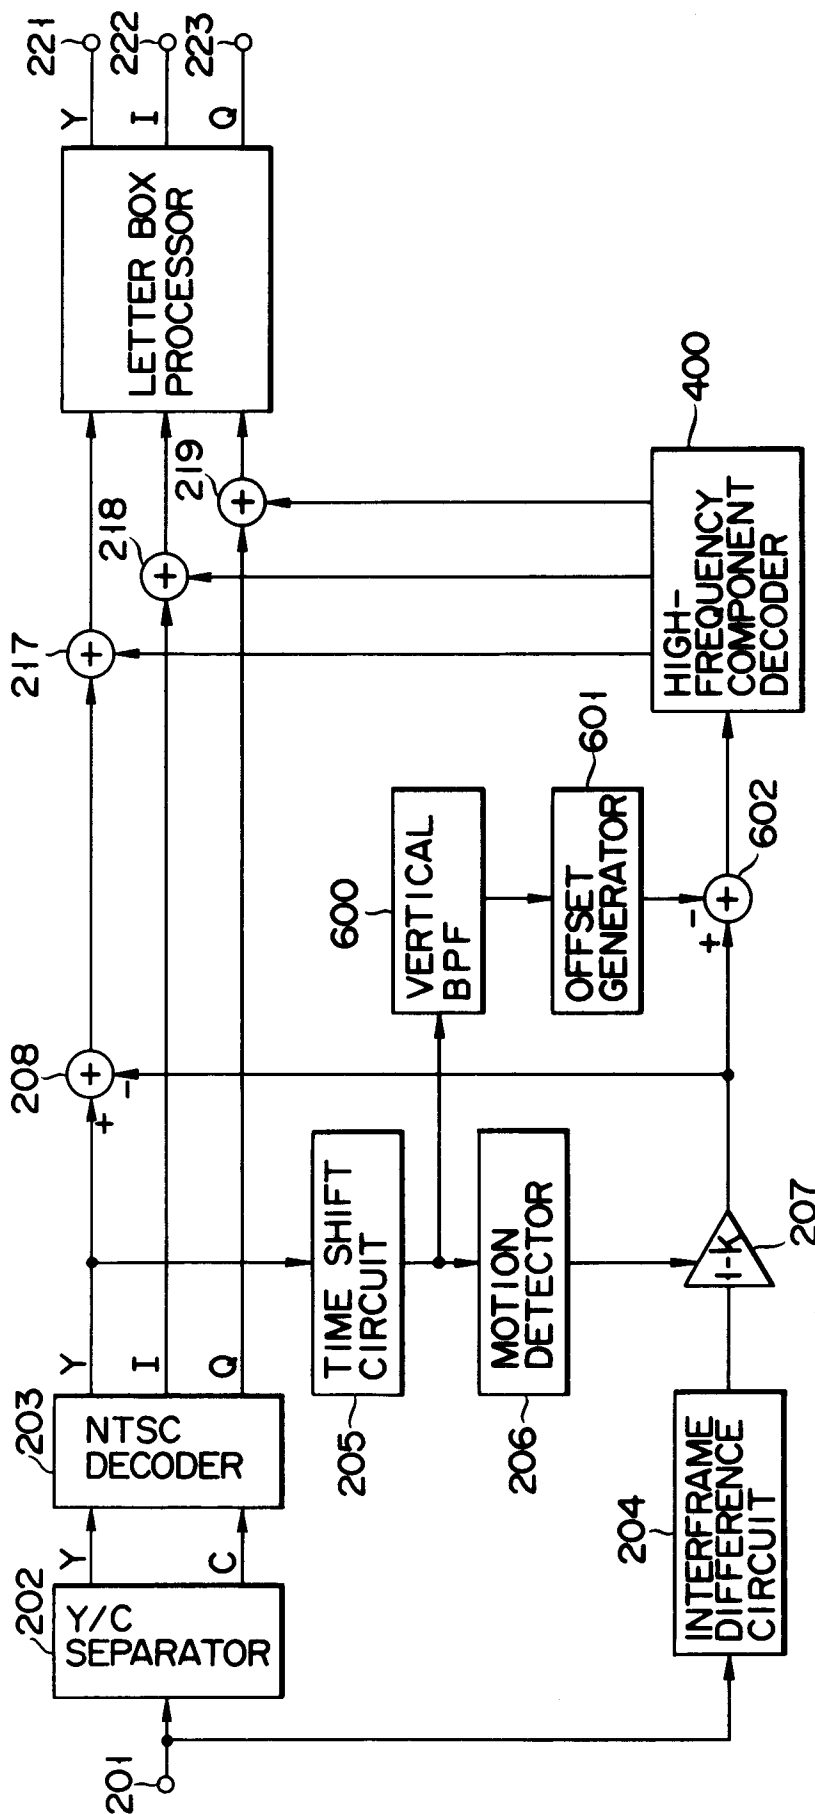 201
202
Y/C
SEPARATOR
Y
C
203
NTSC
DECODER
Y
I
Q
204
INTERFRAME
DIFFERENCE
CIRCUIT
205
TIME SHIFT
CIRCUIT
206
MOTION
DETECTOR
1-K
207
208
+
+
-
600
VERTICAL
BPF
601
OFFSET
GENERATOR
602
+
+
-
217
+
218
+
219
+
400
HIGH-
FREQUENCY
COMPONENT
DECODER
LETTER BOX
PROCESSOR
Y
I
Q
221
222
223